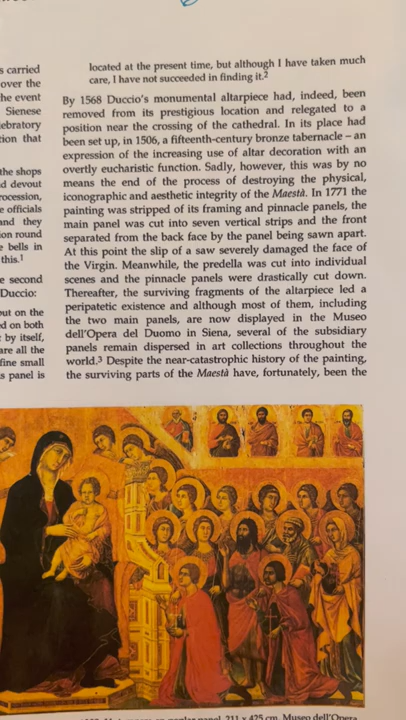 s carried
over the
he event
Sienese
ebratory
tion that
the shops
d devout
rocession,
e officials
and they
on round
e bells in
this.1
e second
Duccio:
out on the
ed on both
by itself,
are all the
fine small
s panel is
located at the present time, but although I have taken much
care, I have not succeeded in finding it.2
By 1568 Duccio's monumental altarpiece had, indeed, been
removed from its prestigious location and relegated to a
position near the crossing of the cathedral. In its place had
been set up, in 1506, a fifteenth-century bronze tabernacle – an
expression of the increasing use of altar decoration with an
overtly eucharistic function. Sadly, however, this was by no
means the end of the process of destroying the physical,
iconographic and aesthetic integrity of the Maestà. In 1771 the
painting was stripped of its framing and pinnacle panels, the
main panel was cut into seven vertical strips and the front
separated from the back face by the panel being sawn apart.
At this point the slip of a saw severely damaged the face of
the Virgin. Meanwhile, the predella was cut into individual
scenes and the pinnacle panels were drastically cut down.
Thereafter, the surviving fragments of the altarpiece led a
peripatetic existence and although most of them, including
the two main panels, are now displayed in the Museo
dell'Opera del Duomo in Siena, several of the subsidiary
panels remain dispersed in art collections throughout the
world.3 Despite the near-catastrophic history of the painting,
the surviving parts of the Maestà have, fortunately, been the
on poplar panel, 211 x 425 cm. Museo dell'Opera